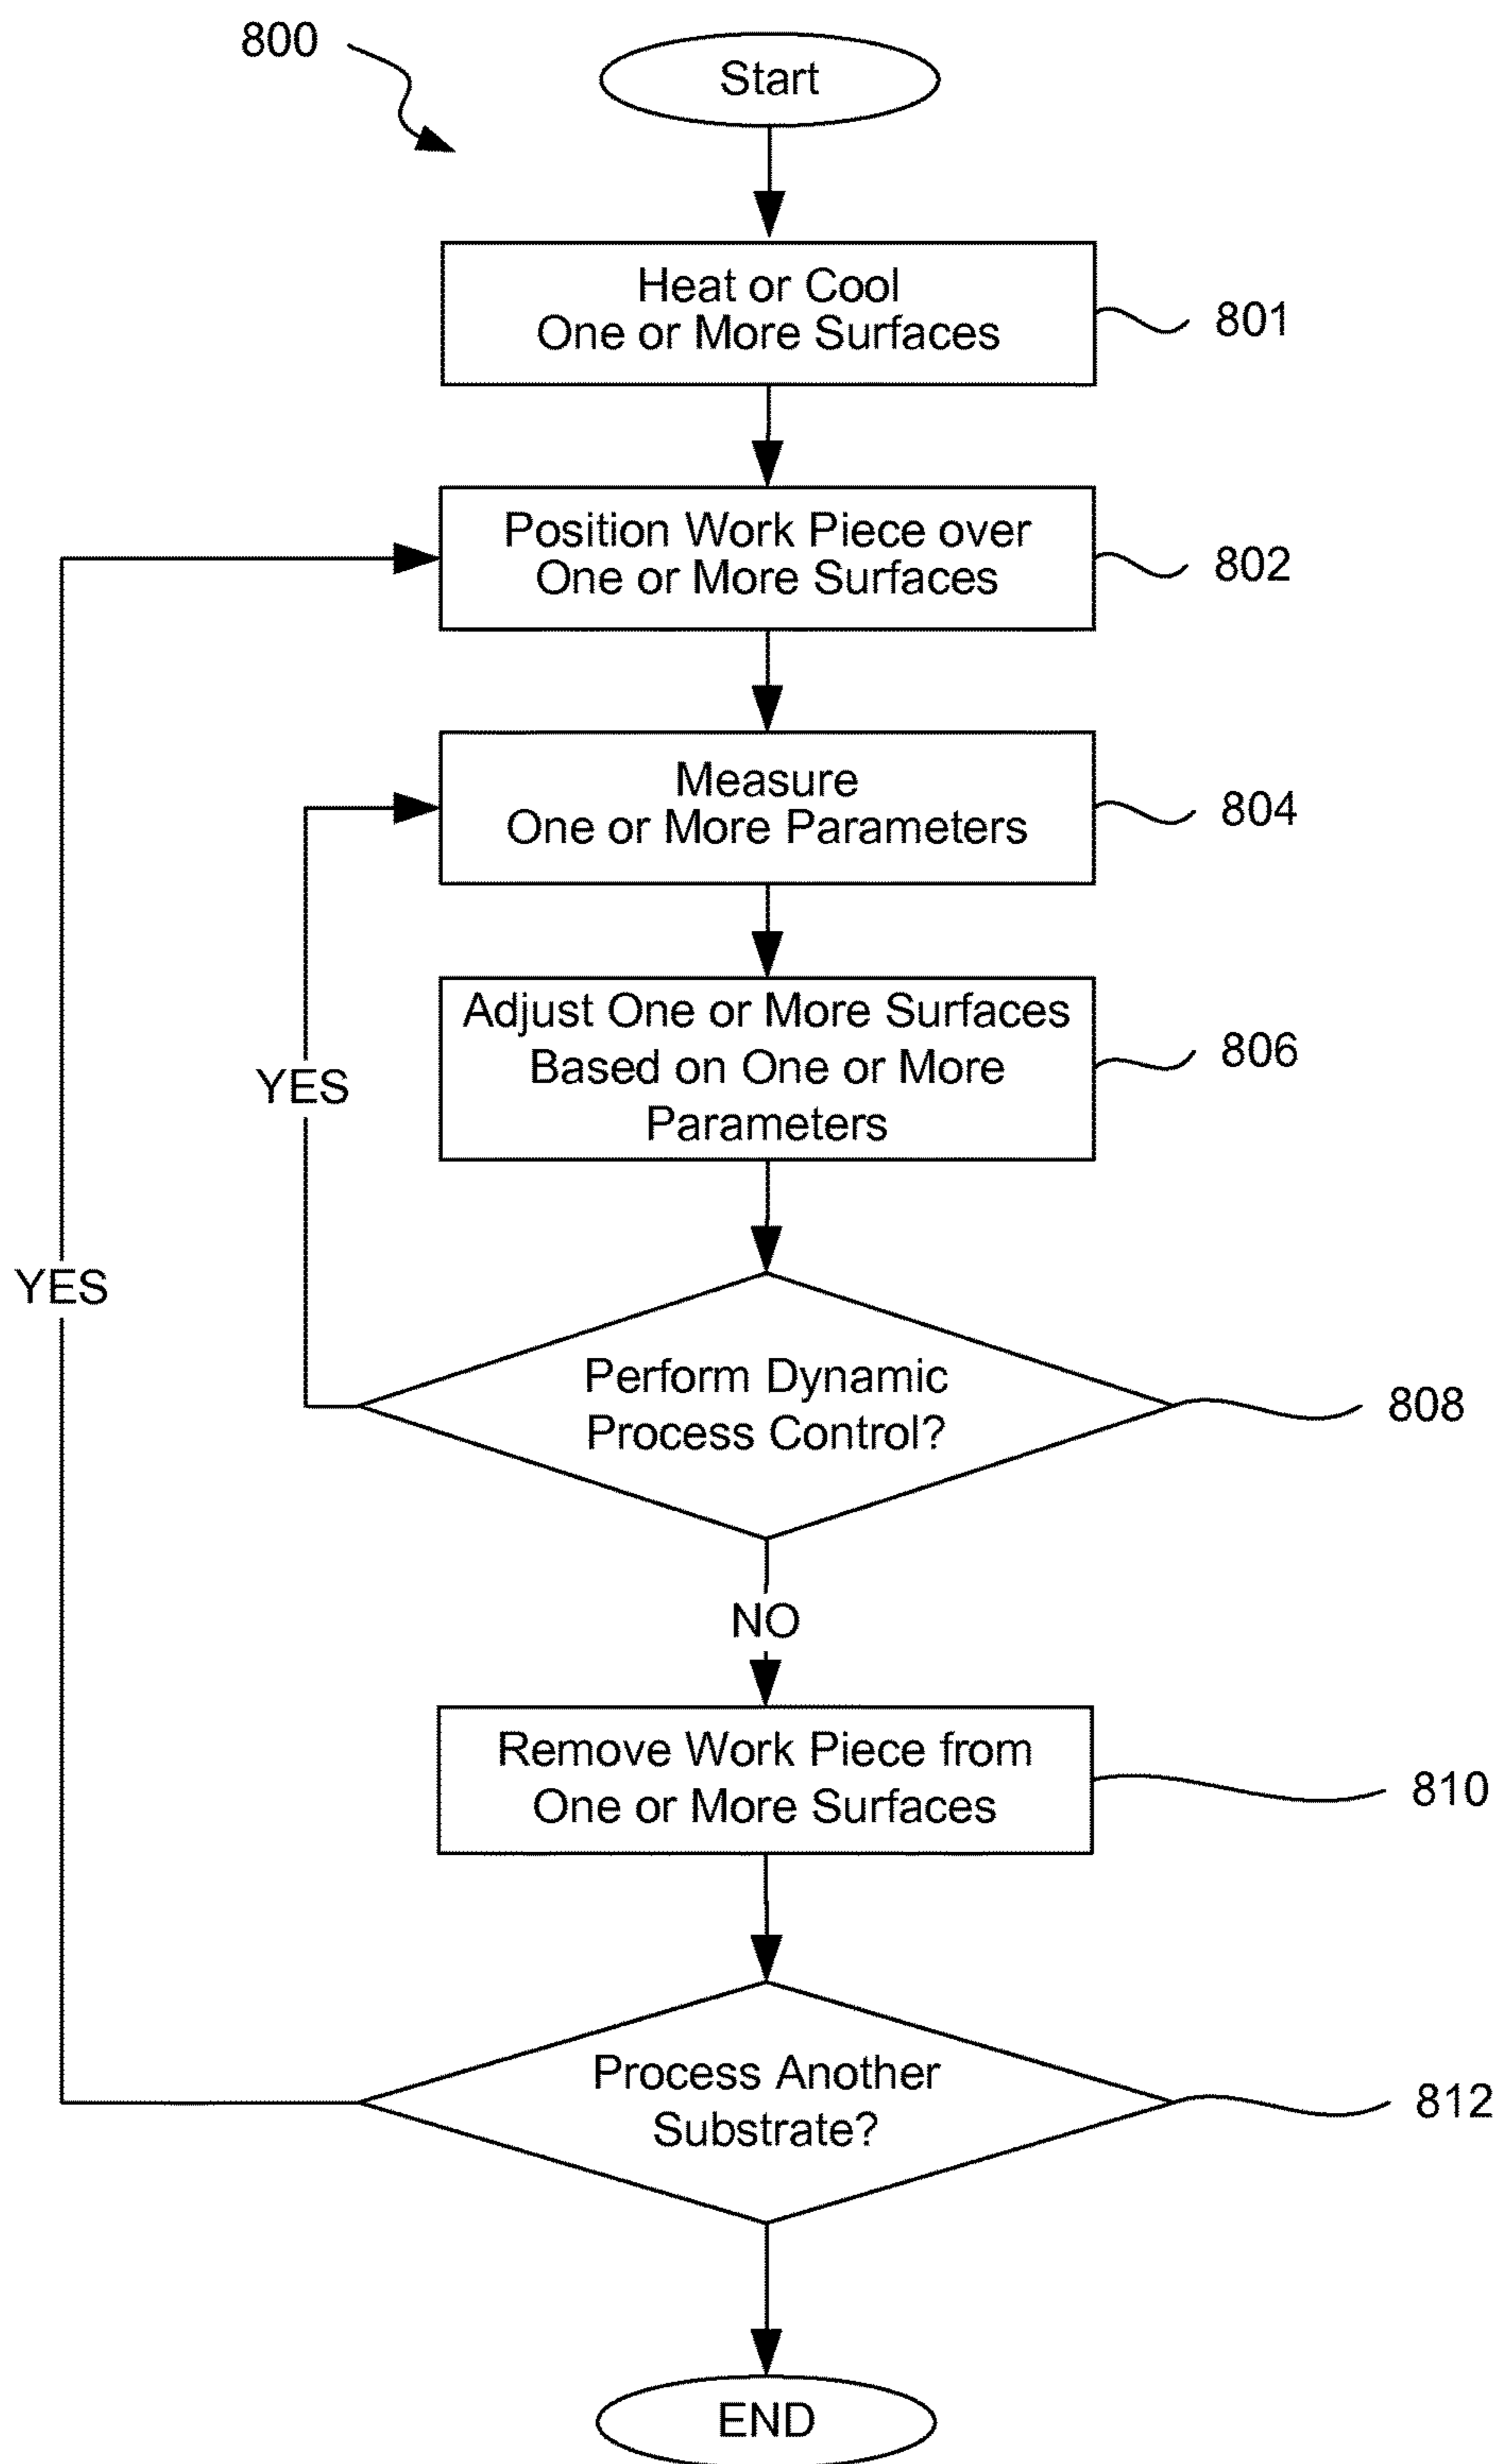 800
Start
Heat or Cool
One or More Surfaces
801
Position Work Piece over
One or More Surfaces
802
Measure
One or More Parameters
804
Adjust One or More Surfaces
Based on One or More
Parameters
806
YES
YES
Perform Dynamic
Process Control?
808
NO
Remove Work Piece from
One or More Surfaces
810
Process Another
Substrate?
812
END